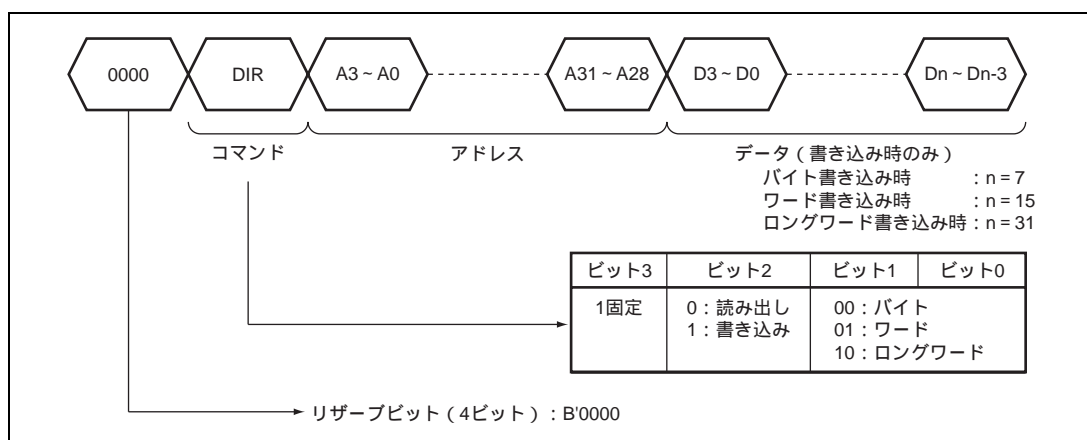 0000 DIR A3~A0 A31~A28 D3~D0 Dn~Dn-3
コマンド アドレス データ（書き込み時のみ）
バイト書き込み時 ：n = 7
ワード書き込み時 ：n = 15
ロングワード書き込み時：n = 31
ビット3 ビット2 ビット1 ビット0
1固定 0：読み出し 00：バイト
1：書き込み 01：ワード
10：ロングワード
リザーブビット（4ビット）：B'0000